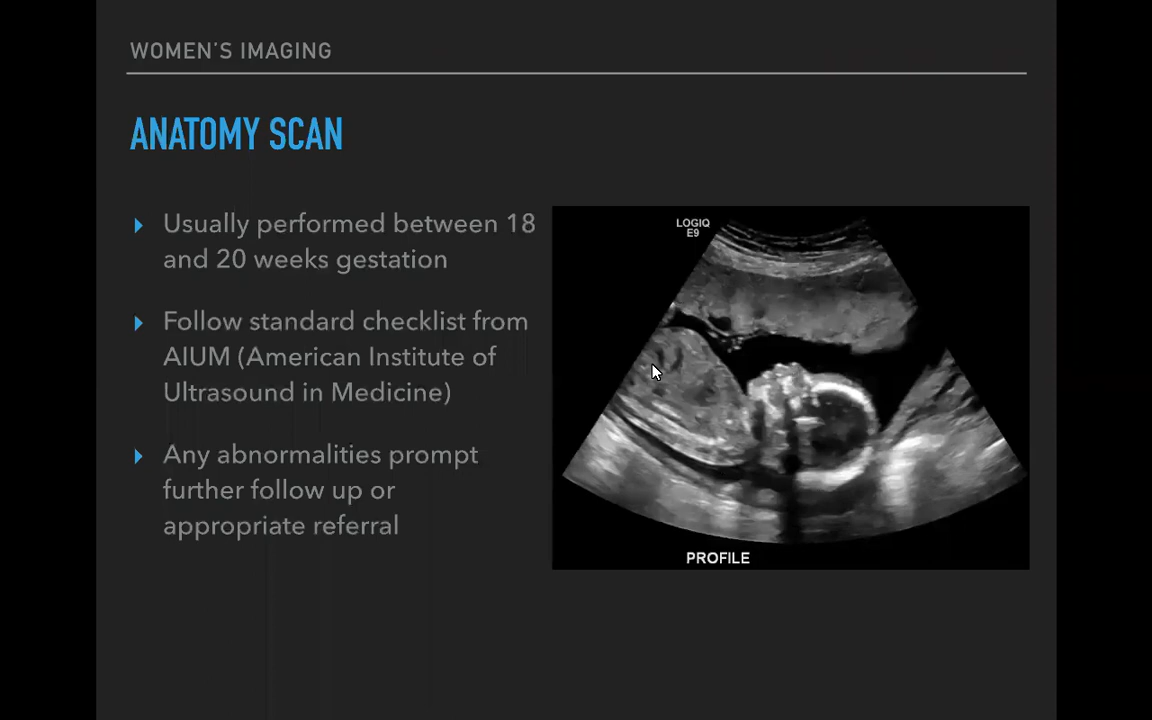 WOMEN'S IMAGING
ANATOMY SCAN
Usually performed between 18
and 20 weeks gestation
Follow standard checklist from
AIUM (American Institute of
Ultrasound in Medicine)
Any abnormalities prompt
further follow up or
appropriate referral
LOGIQ
E9
PROFILE